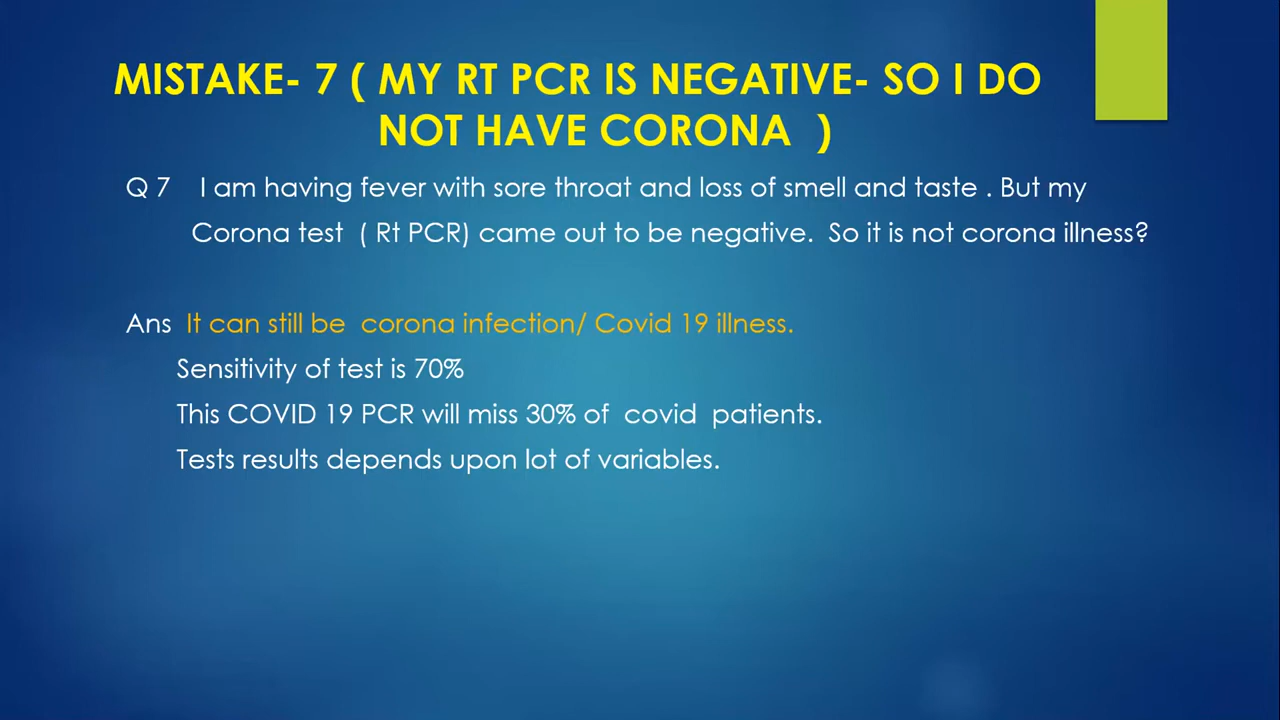 MISTAKE- 7 ( MY RT PCR IS NEGATIVE- SO I DO
NOT HAVE CORONA )
Q 7 I am having fever with sore throat and loss of smell and taste . But my
Corona test ( Rt PCR) came out to be negative. So it is not corona illness?
Ans It can still be corona infection/ Covid 19 illness.
Sensitivity of test is 70%
This COVID 19 PCR will miss 30% of covid patients.
Tests results depends upon lot of variables.